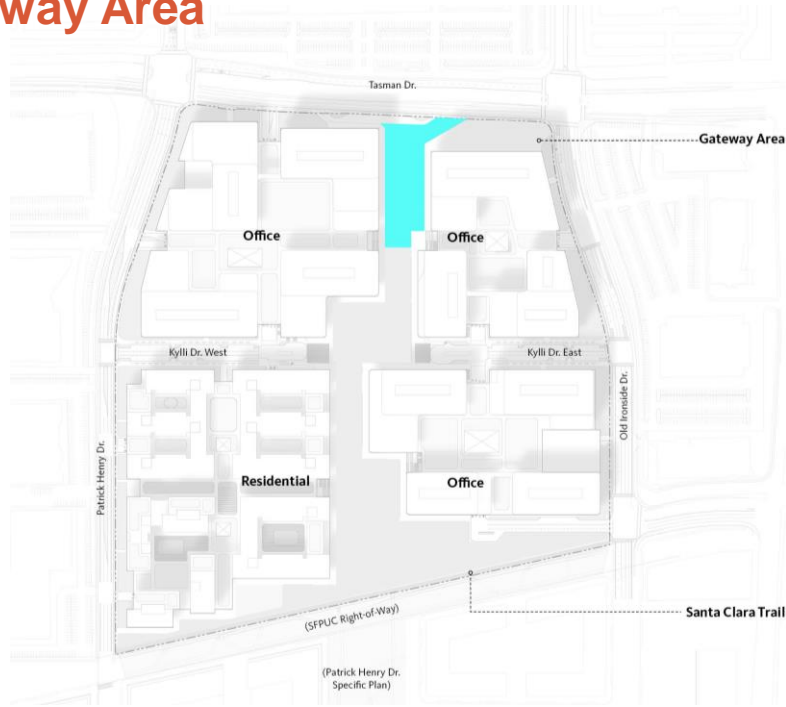 way Area
Tasman Dr.
Gateway Area
Office
Office
Kylli Dr. West
Kylli Dr. East
Old Ironside Dr.
Patrick Henry Dr.
Residential
Office
Santa Clara Trail
(SFPUC Right-of-Way)
(Patrick Henry Dr.
Specific Plan)